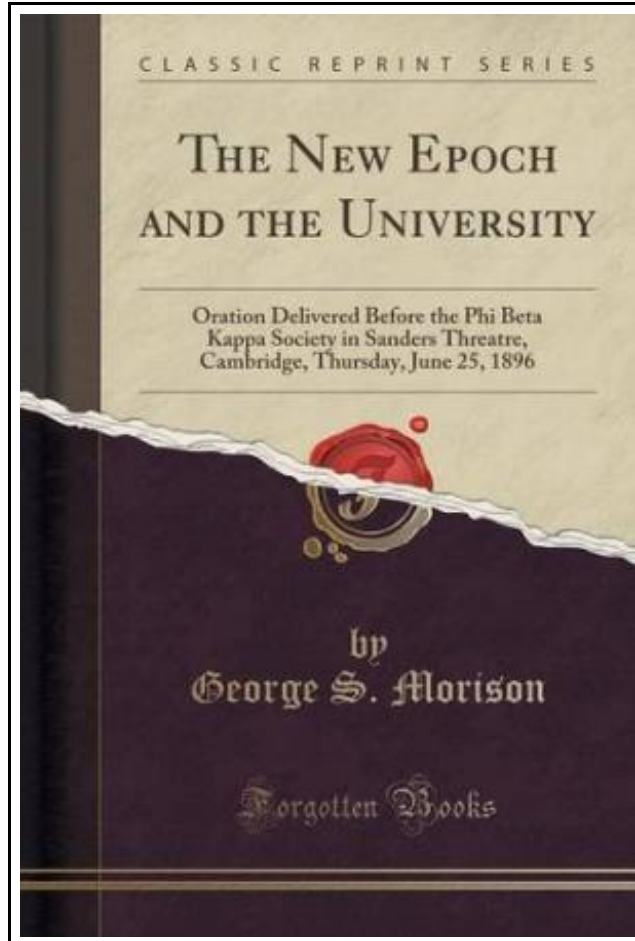 CLASSIC REPRINT SERIES
THE NEW EPOCH
AND THE UNIVERSITY
Oration Delivered Before the Phi Beta
Kappa Society in Sanders Threatre,
Cambridge, Thursday, June 25, 1896
by
George S. Morison
Forgotten Books